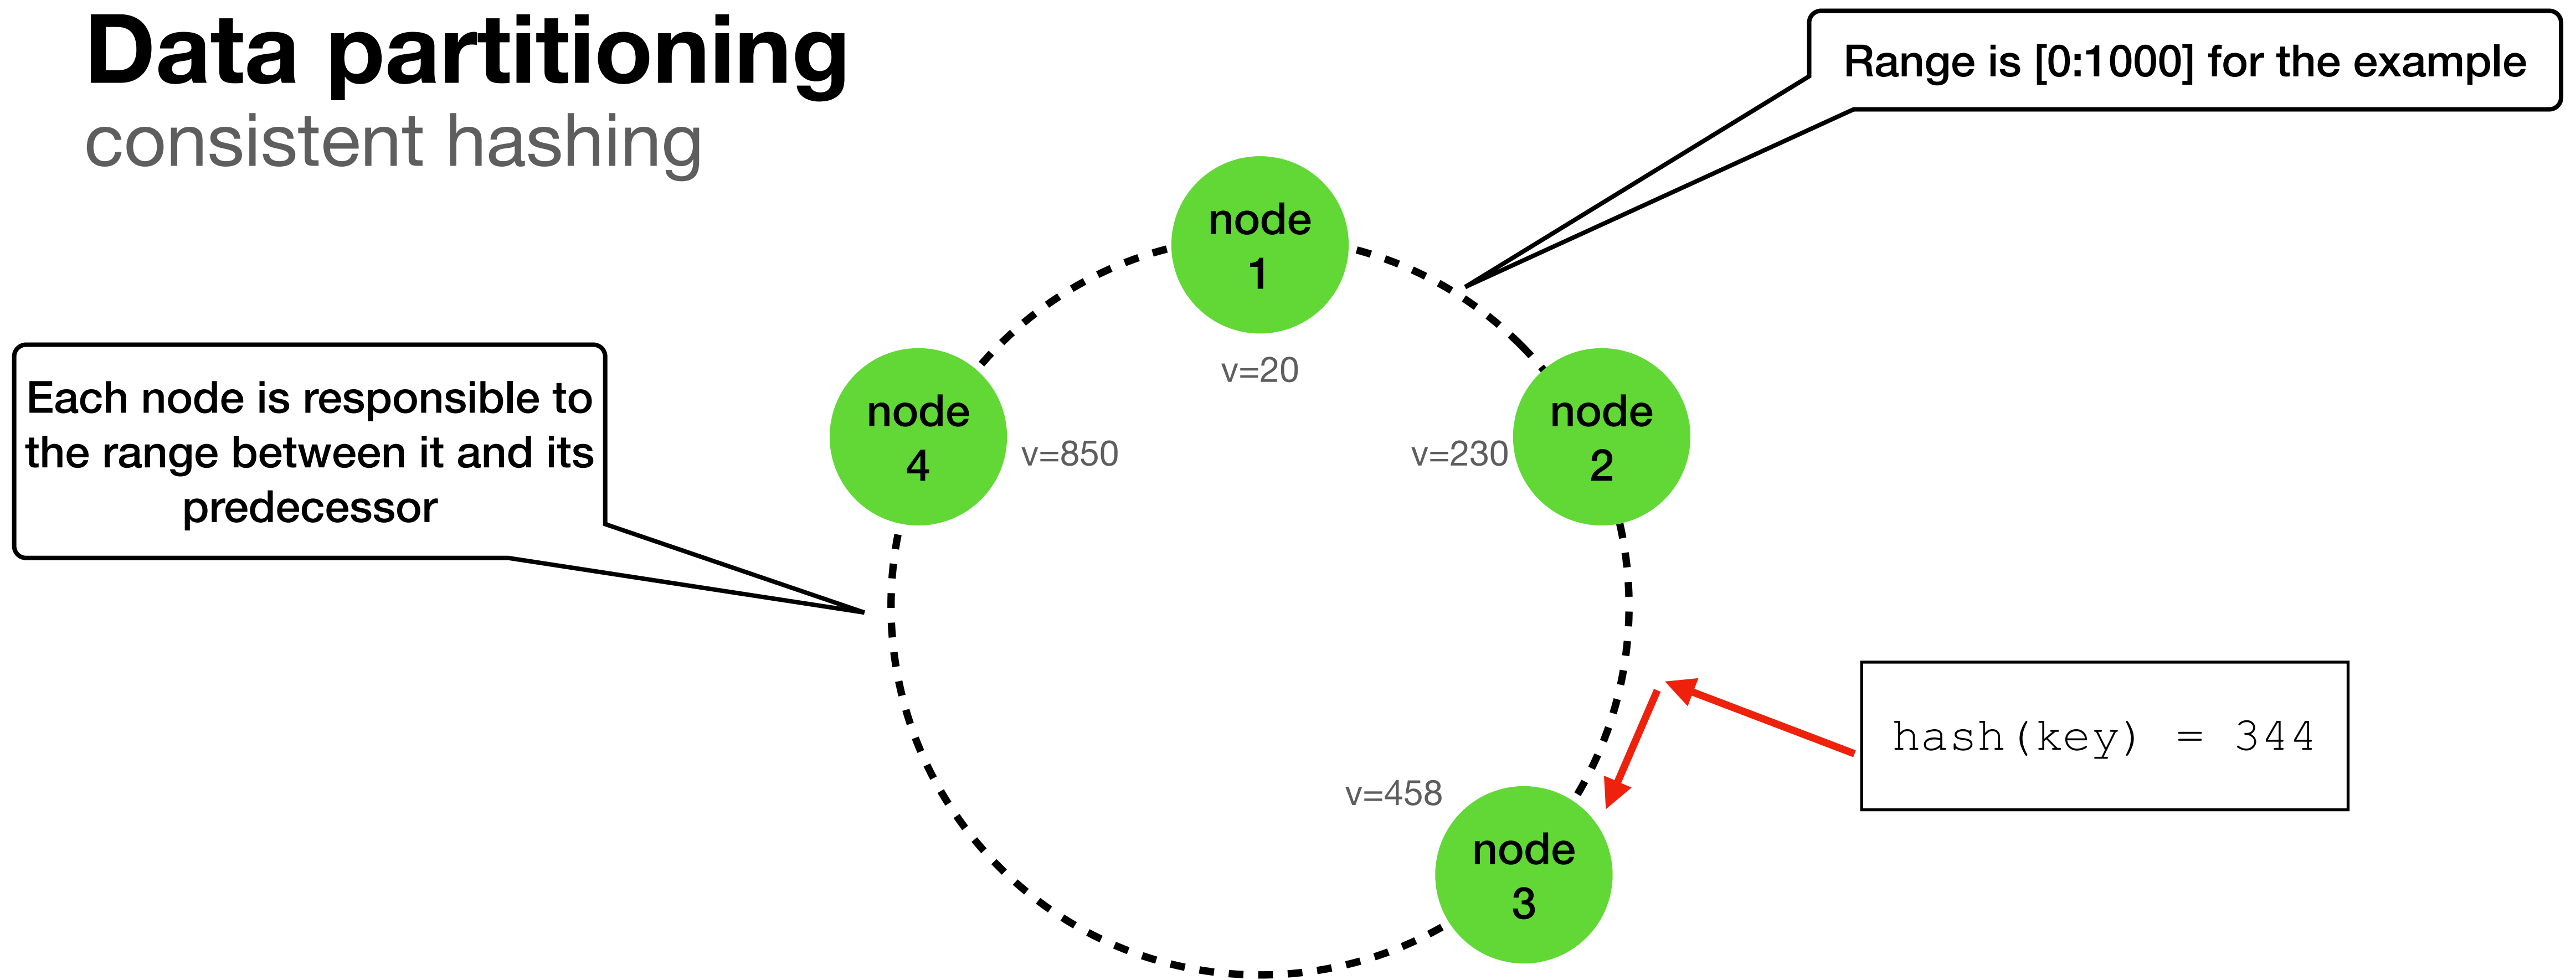 Data partitioning
consistent hashing
Range is [0:1000] for the example
node
1
v=20
Each node is responsible to
the range between it and its
predecessor
node
4
v=850
v=230
node
2
hash(key) = 344
v=458
node
3